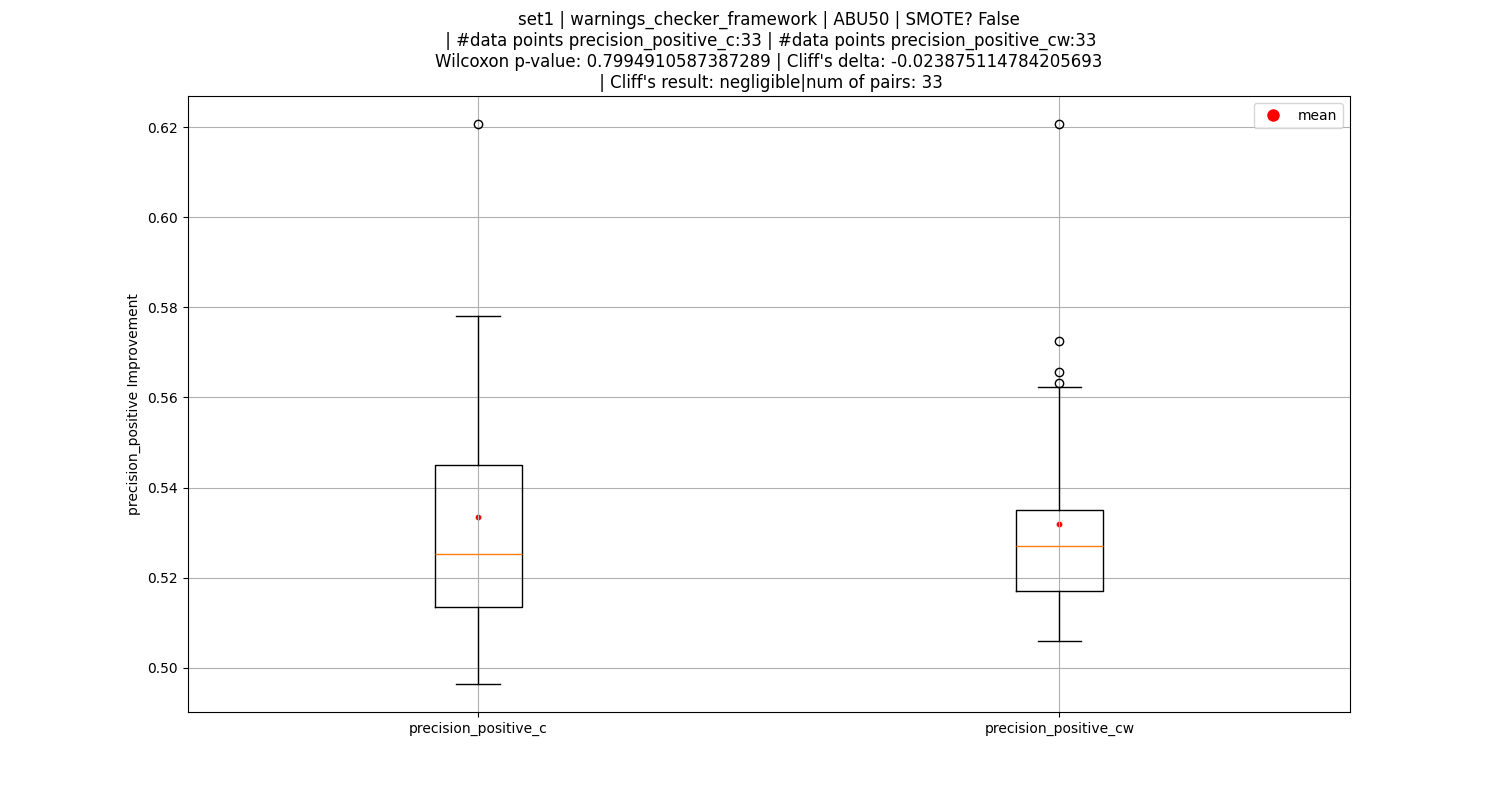 set1 | warnings_checker_framework | ABU50 | SMOTE? False
| #data points precision_positive_c:33 | #data points precision_positive_cw:33
Wilcoxon p-value: 0.7994910587387289 | Cliff's delta: -0.023875114784205693
| Cliff's result: negligible|num of pairs: 33
mean
0.62
0.60
0.58
0.56
0.54
0.52
0.50
precision_positive Improvement
precision_positive_c
precision_positive_cw